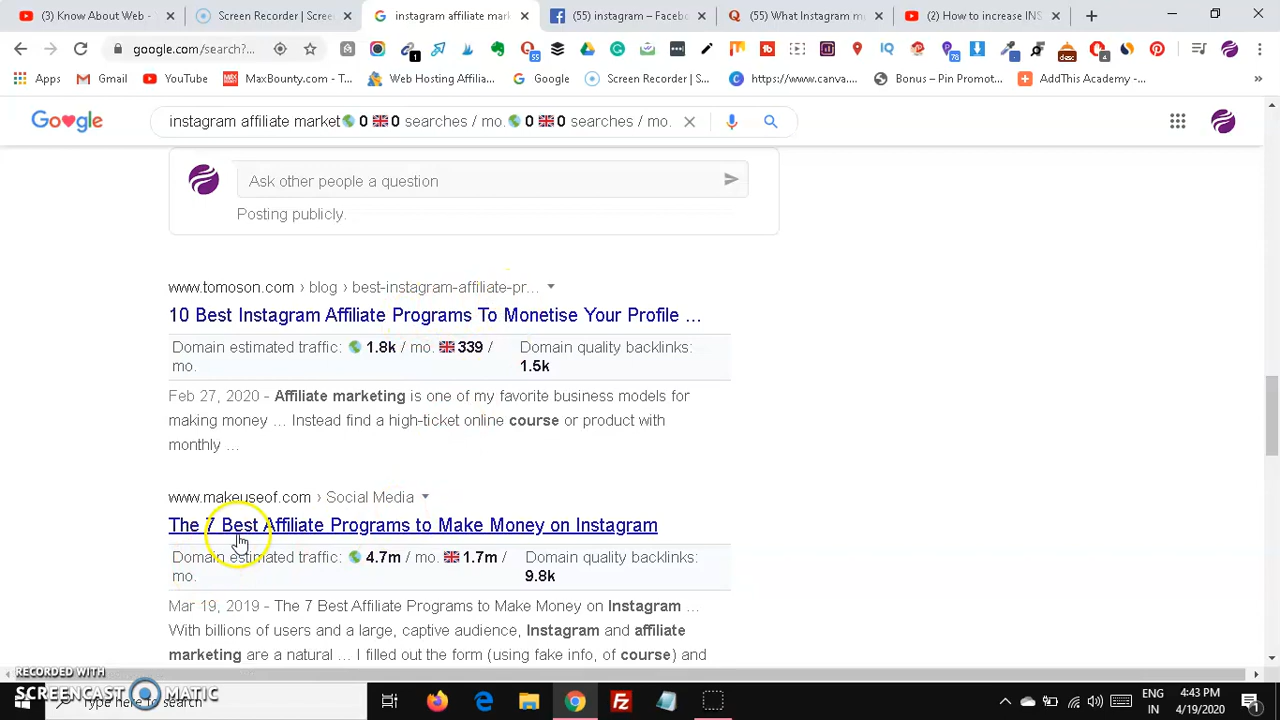 (3) Know About Web -
Screen Recorder | Screen
instagram affiliate mark
(55) instagram – Facebo
(55) What Instagram m
(2) How to increase INS
google.com/search?...
Apps
Gmail
YouTube
MaxBounty.com - T...
Web Hosting Affilia...
Google
Screen Recorder | S...
https://www.canva....
Bonus – Pin Promot...
AddThis Academy -...
Google
instagram affiliate market 0 0 searches / mo. 0 0 searches / mo.
Ask other people a question
Posting publicly.
www.tomoson.com › blog › best-instagram-affiliate-pr...
10 Best Instagram Affiliate Programs To Monetise Your Profile ...
Domain estimated traffic: 1.8k / mo. 339 /
mo.
Domain quality backlinks:
1.5k
Feb 27, 2020 - Affiliate marketing is one of my favorite business models for
making money ... Instead find a high-ticket online course or product with
monthly ...
www.makeuseof.com › Social Media
The 7 Best Affiliate Programs to Make Money on Instagram
Domain estimated traffic: 4.7m / mo. 1.7m /
mo.
Domain quality backlinks:
9.8k
Mar 19, 2019 - The 7 Best Affiliate Programs to Make Money on Instagram ...
With billions of users and a large, captive audience, Instagram and affiliate
marketing are a natural ... I filled out the form (using fake info, of course) and
RECORDED WITH
SCREENCAST MATIC
Type here to search
ENG
IN
4:43 PM
4/19/2020